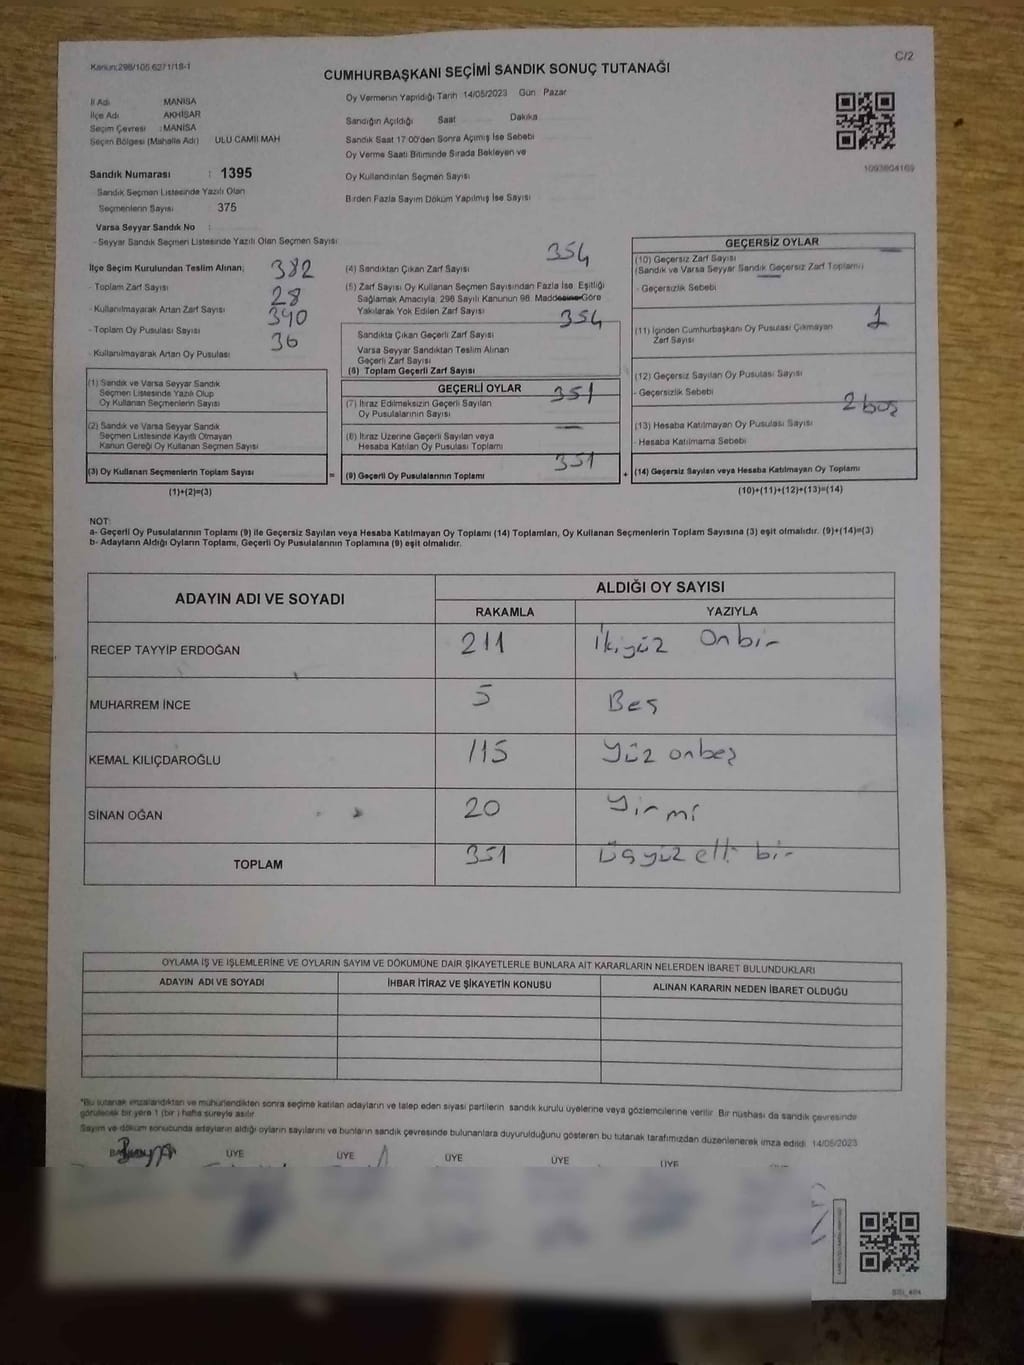 Kanun:298/105 6271/18-1
C/2
CUMHURBAŞKANI SEÇİMİ SANDIK SONUÇ TUTANAĞI
İl Adı MANİSA
İlçe Adı AKHİSAR
Seçim Çevresi : MANİSA
Seçim Bölgesi (Mahalle Adı) ULU CAMİİ MAH
Sandık Numarası : 1395
Sandık Seçmen Listesinde Yazılı Olan
Seçmenlerin Sayısı : 375
Varsa Seyyar Sandık No
- Seyyar Sandık Seçmen Listesinde Yazılı Olan Seçmen Sayısı
Oy Vermenin Yapıldığı Tarih 14/05/2023 Gün Pazar
Sandığın Açıldığı Saat Dakika
Sandık Saat 17:00'den Sonra Açımış İse Sebebi
Oy Verme Saati Bitiminde Sırada Bekleyen ve
Oy Kullandırılan Seçmen Sayısı
Birden Fazla Sayım Döküm Yapılmış İse Sayısı
1093804169
İlçe Seçim Kurulundan Teslim Alınan;
- Toplam Zarf Sayısı 382
- Kullanılmayarak Artan Zarf Sayısı 28
- Toplam Oy Pusulası Sayısı 390
- Kullanılmayarak Artan Oy Pusulası 36
(1) Sandık ve Varsa Seyyar Sandık
Seçmen Listesinde Yazılı Olup
Oy Kullanan Seçmenlerin Sayısı
(2) Sandık ve Varsa Seyyar Sandık
Seçmen Listesinde Kayıtlı Olmayan
Kanun Gereği Oy Kullanan Seçmen Sayısı
(3) Oy Kullanan Seçmenlerin Toplam Sayısı =
(1)+(2)=(3)
(4) Sandıktan Çıkan Zarf Sayısı 354
(5) Zarf Sayısı Oy Kullanan Seçmen Sayısından Fazla İse, Eşitliği
Sağlamak Amacıyla, 298 Sayılı Kanunun 98. Maddesine Göre
Yakılarak Yok Edilen Zarf Sayısı
354
Sandıkta Çıkan Geçerli Zarf Sayısı
Varsa Seyyar Sandıktan Teslim Alınan
Geçerli Zarf Sayısı
(6) Toplam Geçerli Zarf Sayısı
GEÇERLİ OYLAR
(7) İtiraz Edilmeksizin Geçerli Sayılan
Oy Pusulalarının Sayısı 351
(8) İtiraz Üzerine Geçerli Sayılan veya
Hesaba Katılan Oy Pusulası Toplamı —
(9) Geçerli Oy Pusulalarının Toplamı 351 +
GEÇERSİZ OYLAR —
(10) Geçersiz Zarf Sayısı
(Sandık ve Varsa Seyyar Sandık Geçersiz Zarf Toplamı)
- Geçersizlik Sebebi
(11) İçinden Cumhurbaşkanı Oy Pusulası Çıkmayan
Zarf Sayısı 1
(12) Geçersiz Sayılan Oy Pusulası Sayısı
- Geçersizlik Sebebi 2 boş
(13) Hesaba Katılmayan Oy Pusulası Sayısı
- Hesaba Katılmama Sebebi
(14) Geçersiz Sayılan veya Hesaba Katılmayan Oy Toplamı
(10)+(11)+(12)+(13)=(14)
NOT:
a- Geçerli Oy Pusulalarının Toplamı (9) ile Geçersiz Sayılan veya Hesaba Katılmayan Oy Toplamı (14) Toplamları, Oy Kullanan Seçmenlerin Toplam Sayısına (3) eşit olmalıdır. (9)+(14)=(3)
b- Adayların Aldığı Oyların Toplamı, Geçerli Oy Pusulalarının Toplamına (9) eşit olmalıdır.
ADAYIN ADI VE SOYADI ALDIĞI OY SAYISI
RAKAMLA YAZIYLA
RECEP TAYYİP ERDOĞAN 211 İkiyüz Onbir
MUHARREM İNCE 5 Beş
KEMAL KILIÇDAROĞLU 115 Yüz onbeş
SİNAN OĞAN 20 Yirmi
TOPLAM 351 Üçyüz elli bir
OYLAMA İŞ VE İŞLEMLERİNE VE OYLARIN SAYIM VE DÖKÜMÜNE DAİR ŞİKAYETLERLE BUNLARA AİT KARARLARIN NELERDEN İBARET BULUNDUKLARI
ADAYIN ADI VE SOYADI İHBAR İTİRAZ VE ŞİKAYETİN KONUSU ALINAN KARARIN NEDEN İBARET OLDUĞU
*Bu tutanak imzalandıktan ve mühürlendikten sonra seçime katılan adayların ve talep eden siyasi partilerin sandık kurulu üyelerine veya gözlemcilerine verilir. Bir nüshası da sandık çevresinde
görülecek bir yere 1 (bir ) hafta süreyle asılır
Sayım ve döküm sonucunda adayların aldığı oyların sayılarını ve bunların sandık çevresinde bulunanlara duyurulduğunu gösteren bu tutanak tarafımızdan düzenlenerek imza edildi. 14/05/2023
BAŞKAN ÜYE ÜYE ÜYE ÜYE ÜYE